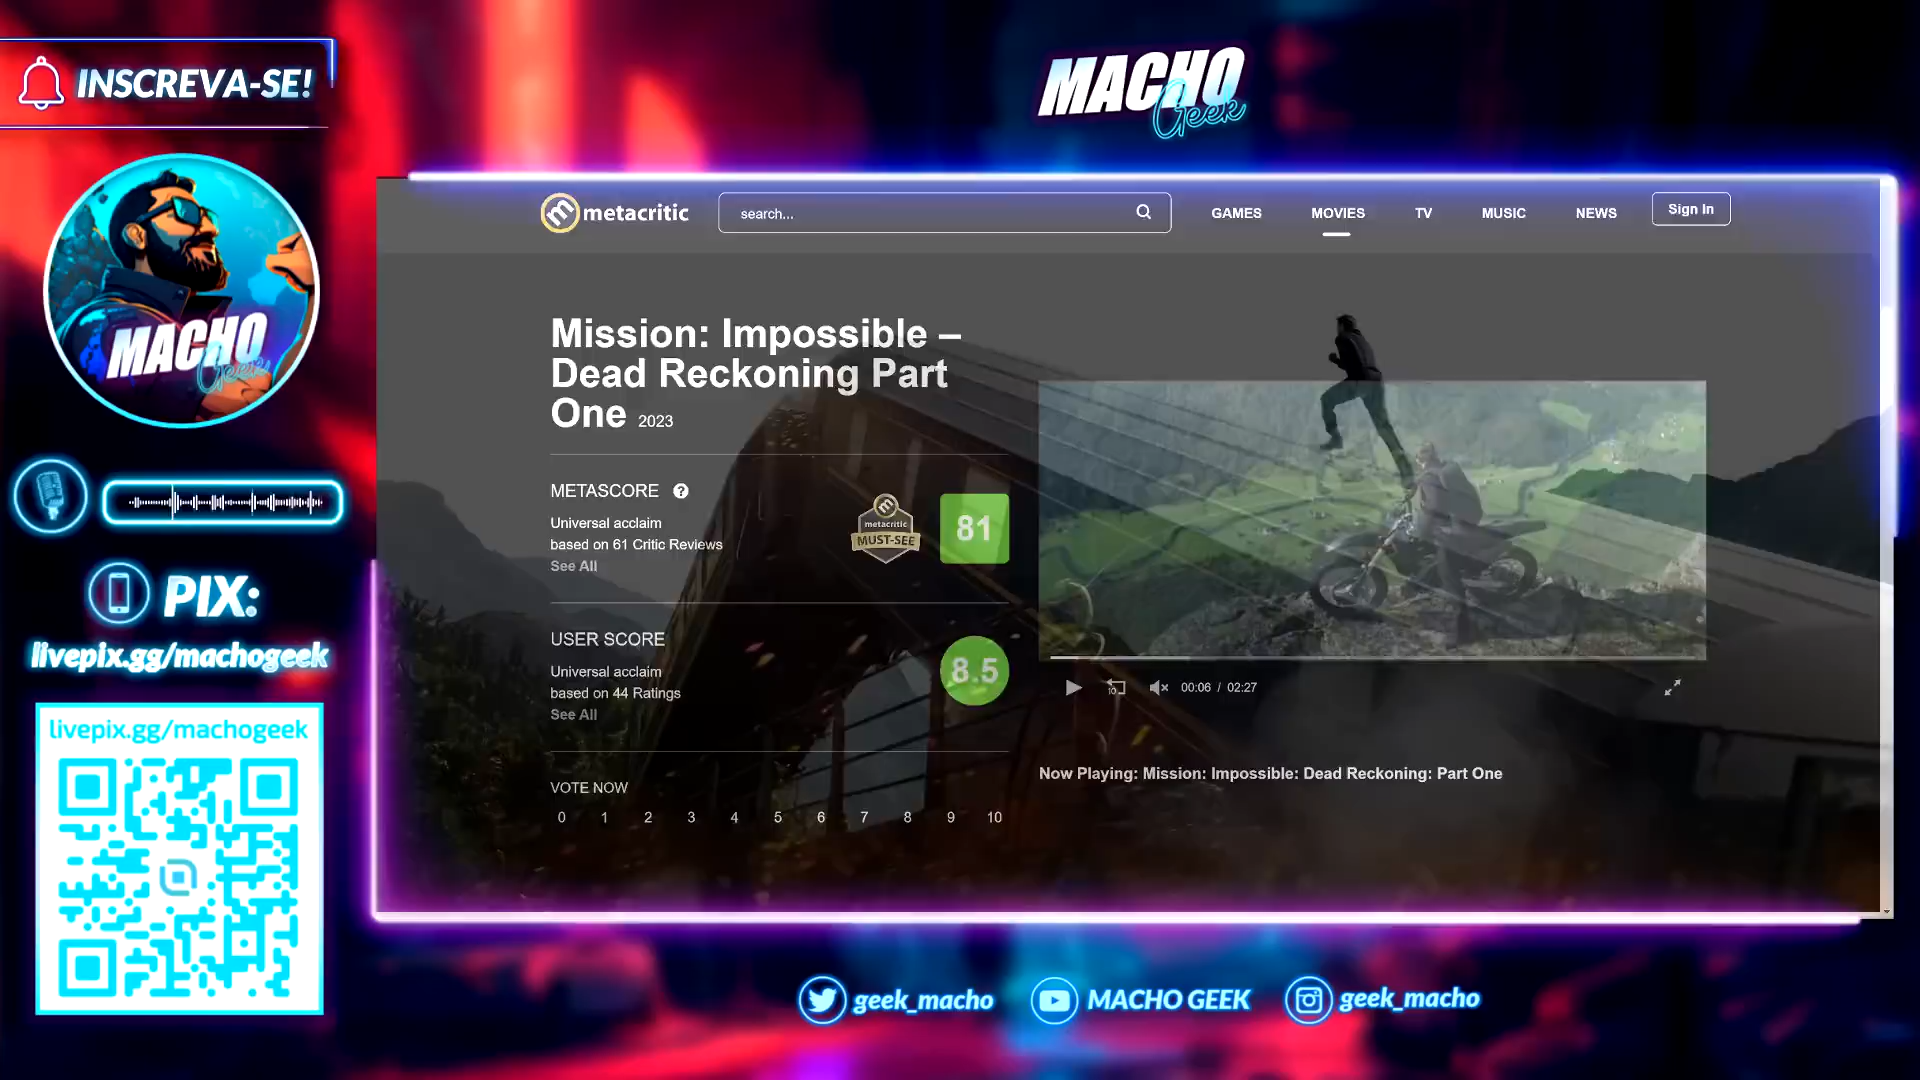 INSCREVA-SE!
MACHO
Geek
MACHO
Geek
PIX:
livepix.gg/machogeek
livepix.gg/machogeek
metacritic
search...
GAMES
MOVIES
TV
MUSIC
NEWS
Sign In
Mission: Impossible –
Dead Reckoning Part
One 2023
METASCORE ?
Universal acclaim
based on 61 Critic Reviews
See All
metacritic
MUST-SEE
81
USER SCORE
Universal acclaim
based on 44 Ratings
See All
8.5
VOTE NOW
0 1 2 3 4 5 6 7 8 9 10
10
00:06 / 02:27
Now Playing: Mission: Impossible: Dead Reckoning: Part One
geek_macho
MACHO GEEK
geek_macho